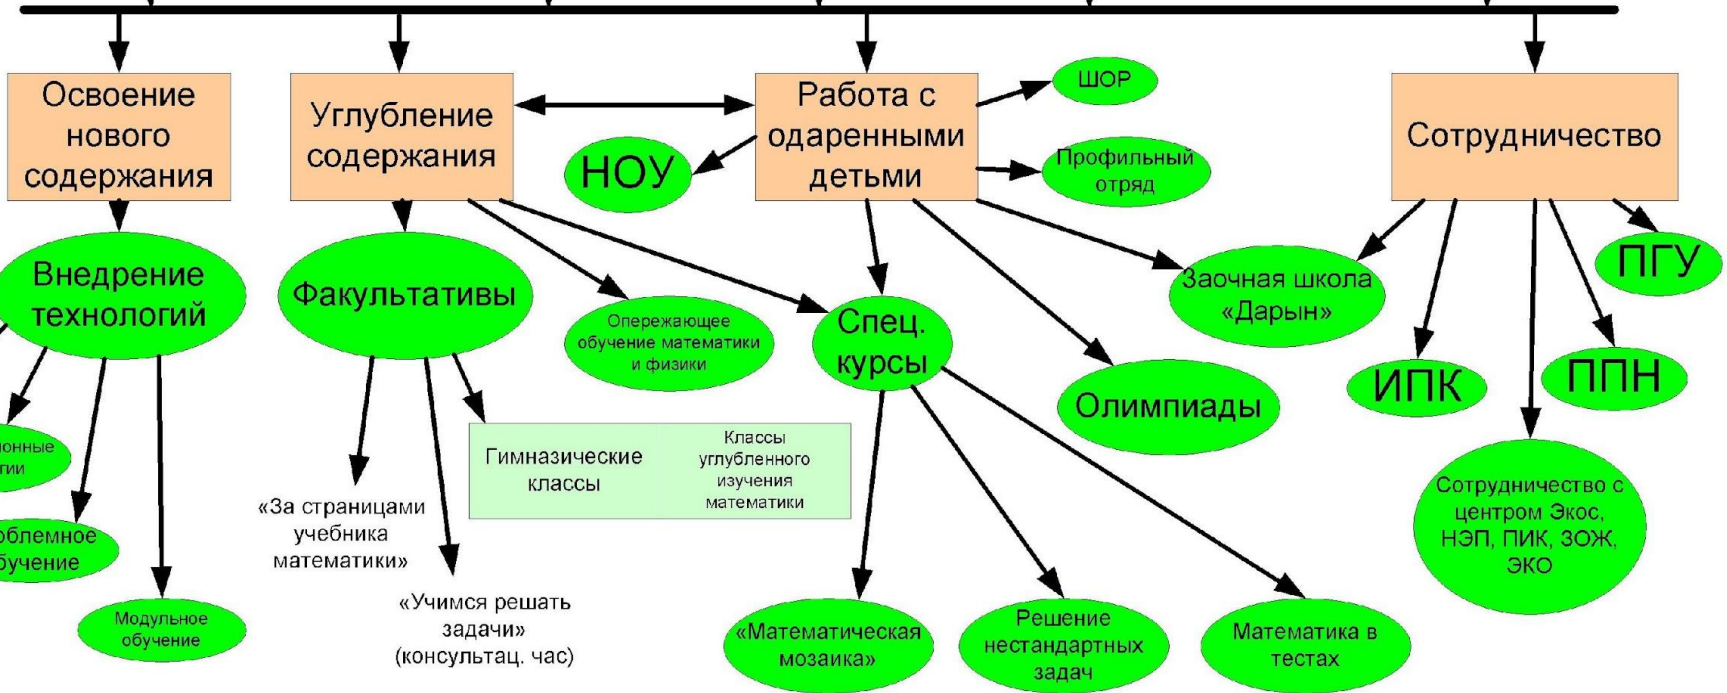 Освоение
нового
содержания
Углубление
содержания
Работа с
одаренными
детьми
Сотрудничество
ШОР
НОУ
Профильный
отряд
Внедрение
технологий
Факультативы
Опережающее
обучение математики
и физики
Спец.
курсы
Заочная школа
«Дарын»
ПГУ
Олимпиады
ИПК
ППН
Гимназические
классы
Классы
углубленного
изучения
математики
«За страницами
учебника
математики»
Сотрудничество с
центром Экос,
НЭП, ПИК, ЗОЖ,
ЭКО
Модульное
обучение
«Учимся решать
задачи»
(консультац. час)
«Математическая
мозаика»
Решение
нестандартных
задач
Математика в
тестах